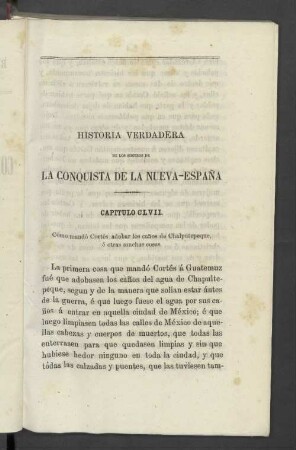 HISTORIA VERDADERA
DE LOS SUCESOS DE
LA CONQUISTA DE LA NUEVA-ESPAÑA
CAPITULO CLVII.
Cómo mandó Cortés adobar los caños de Chalputepeque,
é otras muchas cosas
La primera cosa que mandó Cortés á Guatemuz
fué que adobasen los caños del agua de Chapulte-
peque, segun y de la manera que solian estar ántes
de la guerra, é que luego fuese el agua por sus ca-
ños á entrar en aquella ciudad de México; é que
luego limpiasen todas las calles de México de aque-
llas cabezas y cuerpos de muertos, que todas las
enterrasen para que quedasen limpias y sin que
hubiese hedor ninguno en toda la ciudad, y que
todas las calzadas y puentes, que las tuviesen tam-